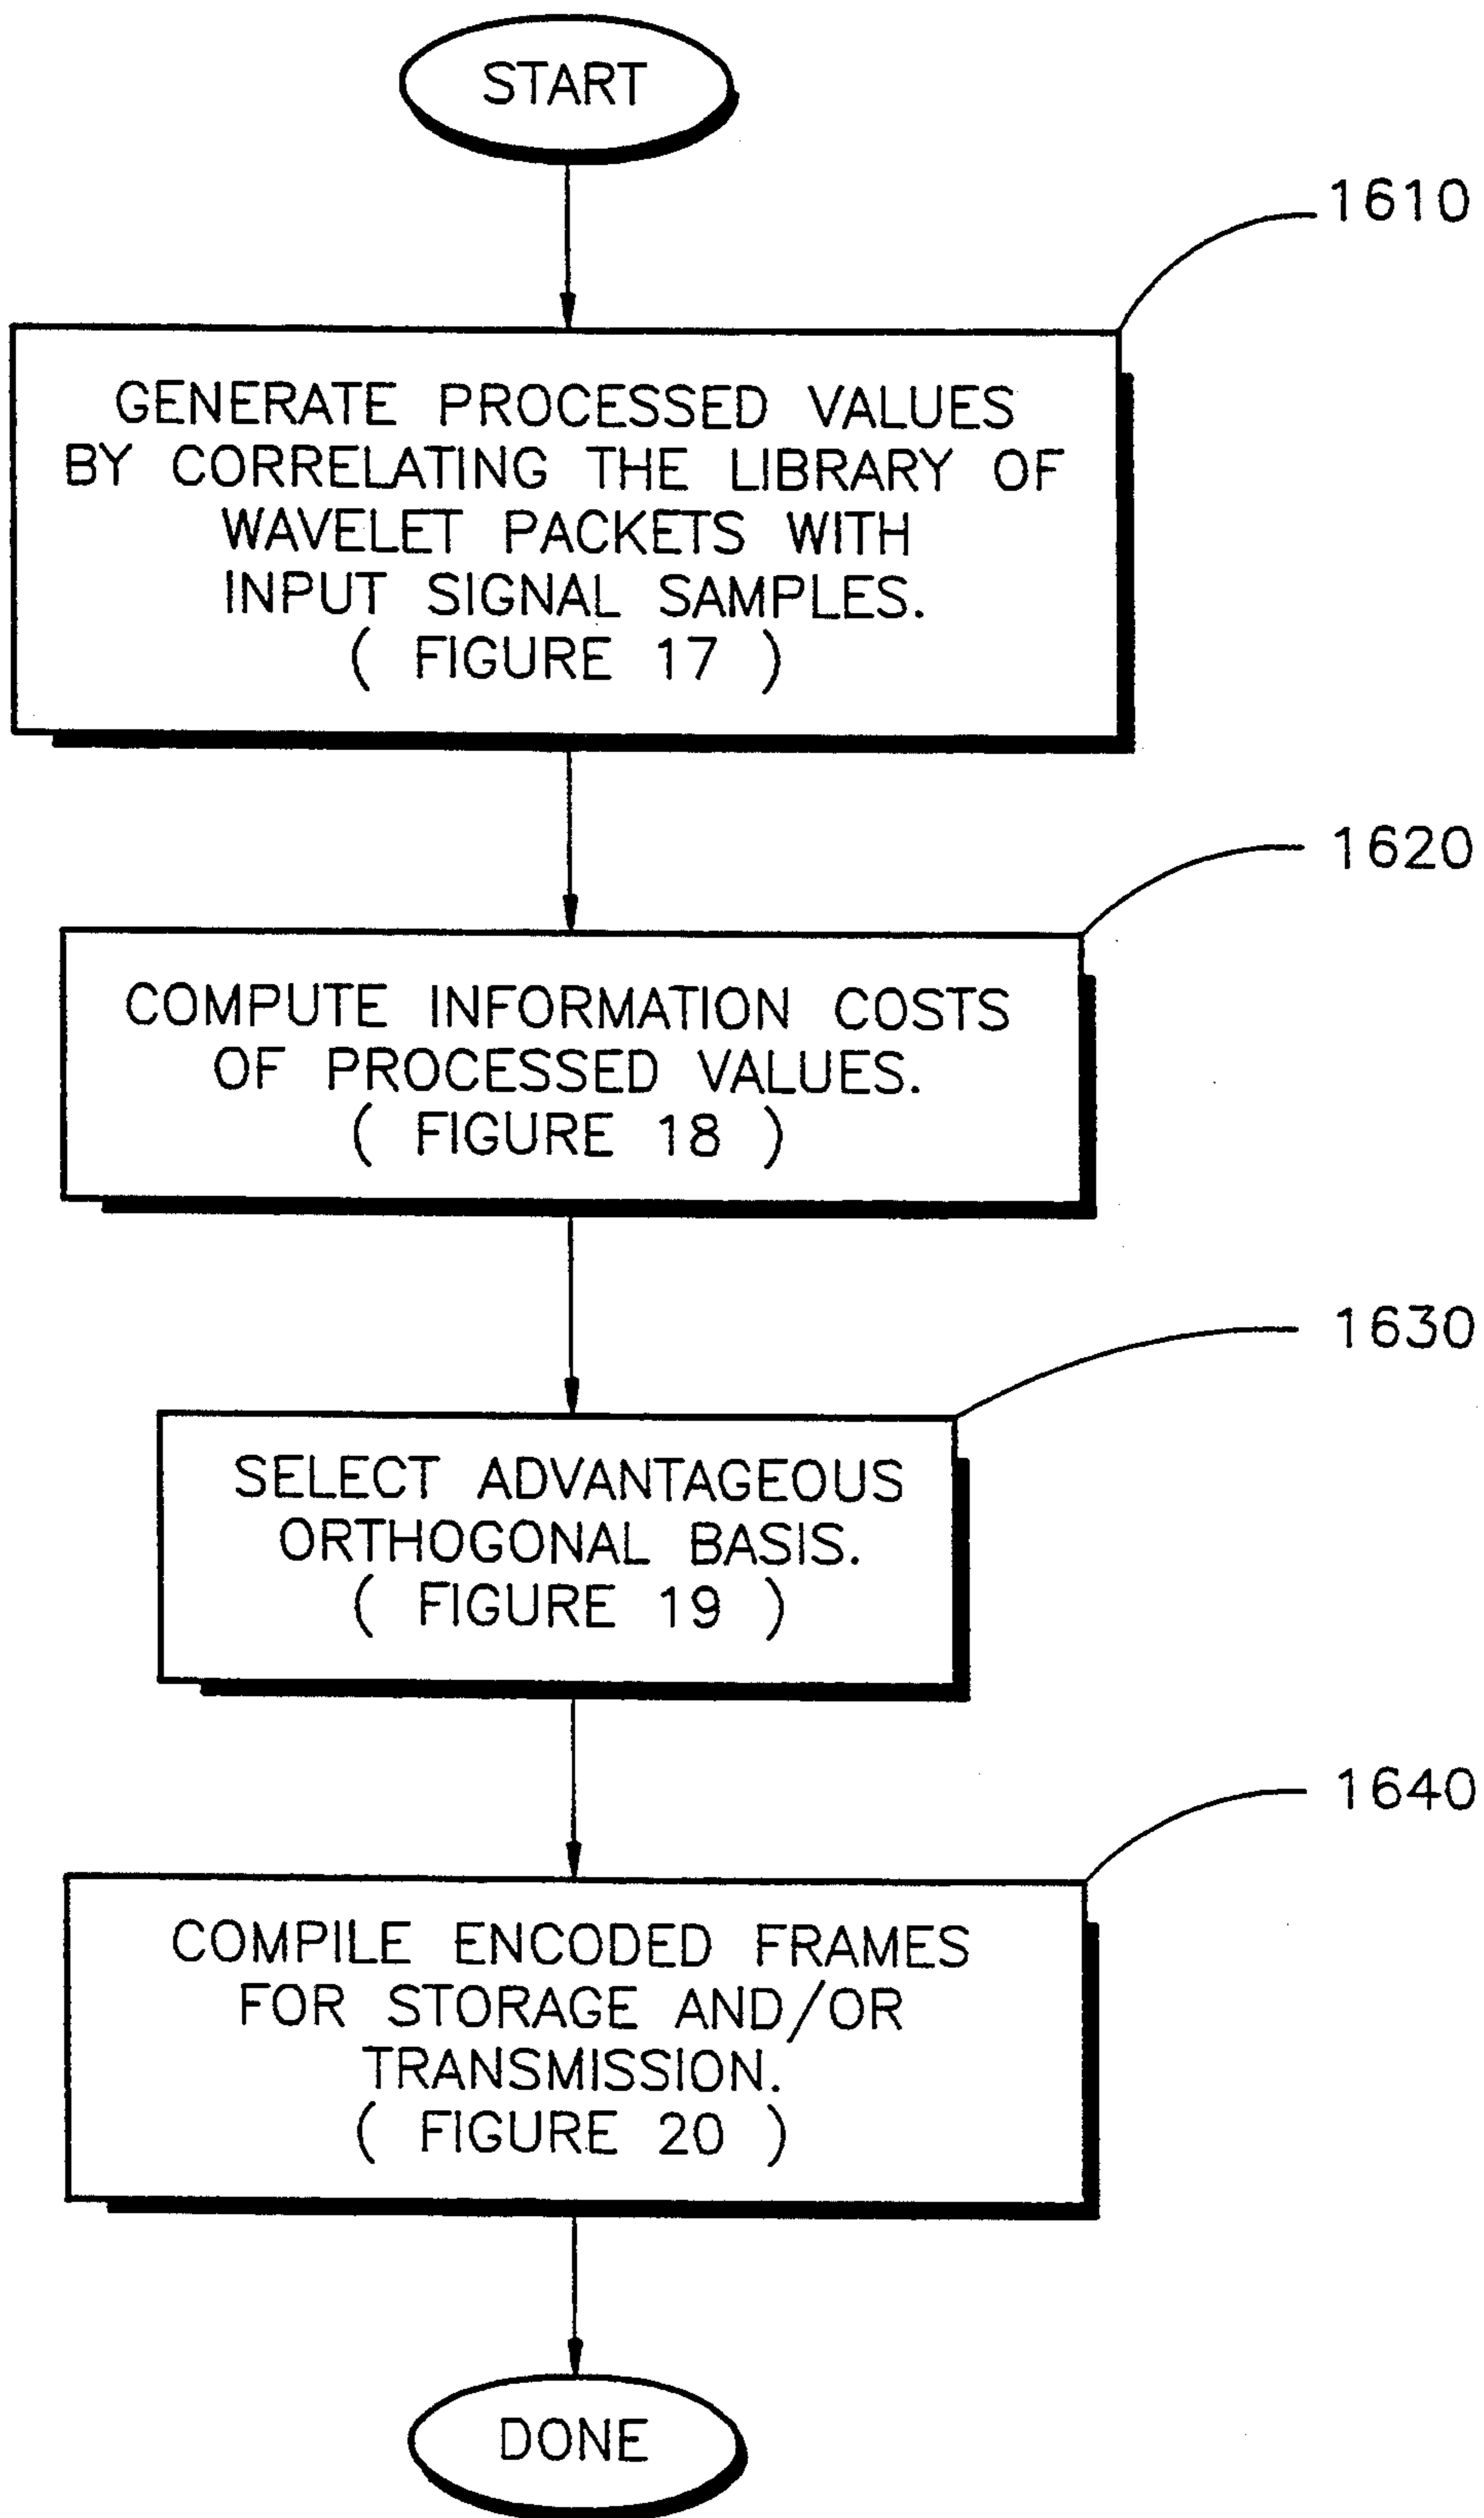 START
1610
GENERATE PROCESSED VALUES
BY CORRELATING THE LIBRARY OF
WAVELET PACKETS WITH
INPUT SIGNAL SAMPLES.
( FIGURE 17 )
1620
COMPUTE INFORMATION COSTS
OF PROCESSED VALUES.
( FIGURE 18 )
1630
SELECT ADVANTAGEOUS
ORTHOGONAL BASIS.
( FIGURE 19 )
1640
COMPILE ENCODED FRAMES
FOR STORAGE AND/OR
TRANSMISSION.
( FIGURE 20 )
DONE